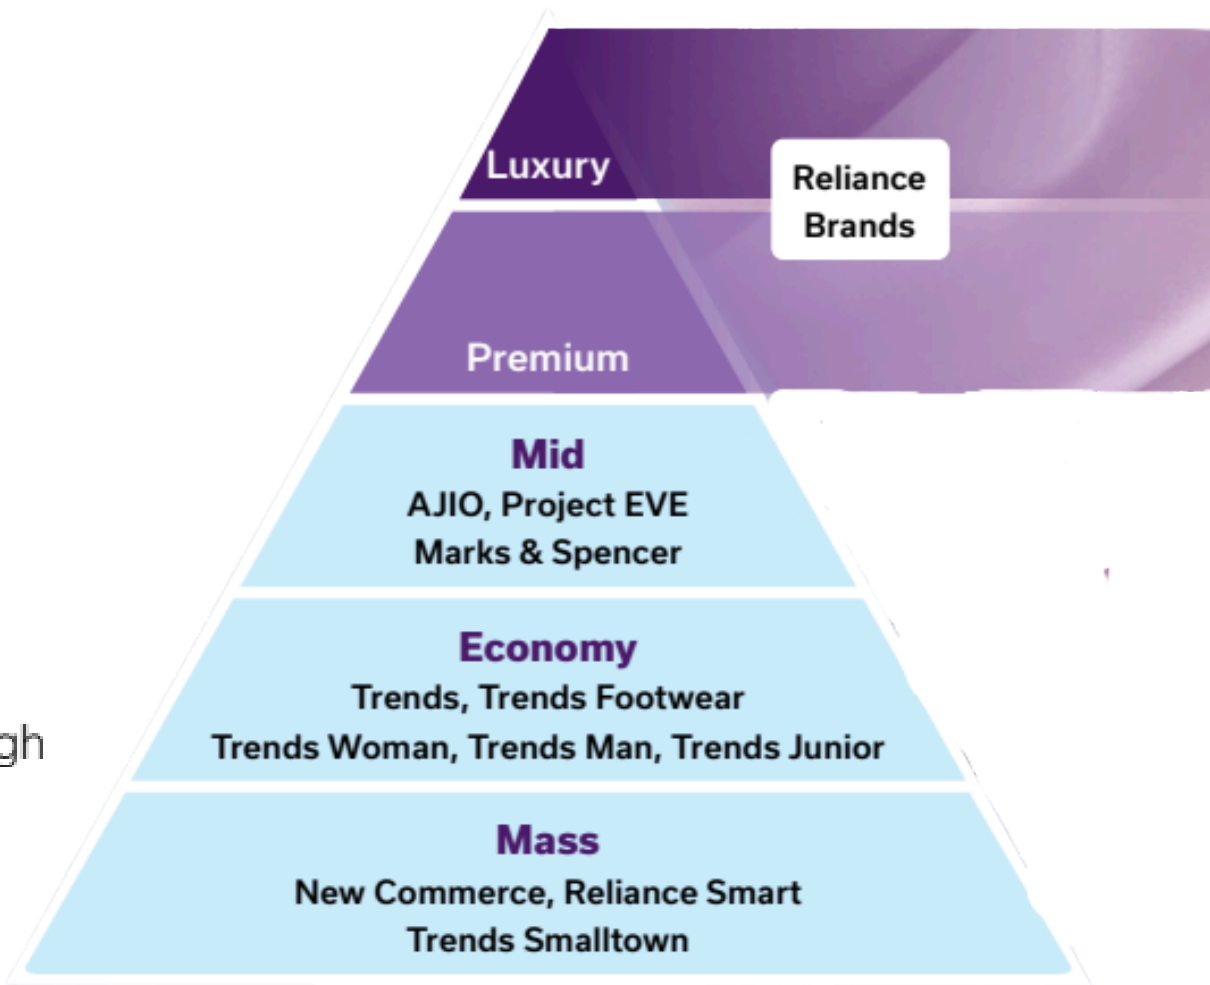 Luxury
Reliance
Brands
Premium
Mid
AJIO, Project EVE
Marks & Spencer
Economy
Trends, Trends Footwear
gh
Trends Woman, Trends Man, Trends Junior
Mass
New Commerce, Reliance Smart
Trends Smalltown